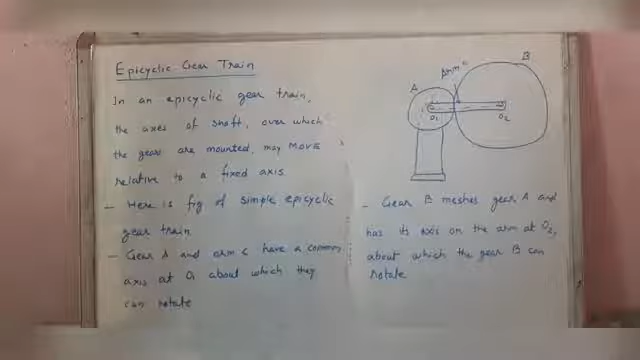 Epicyclic Gear Train
In an epicyclic gear train,
the axes of shaft, over which
the gears are mounted, may MOVE
relative to a fixed axis
- Here is fig of simple epicyclic
gear train
- Gear A and arm C have a common
axis at O1 about which they
can rotate
A
Arm C
B
O1
O2
- Gear B meshes gear A and
has its axis on the arm at O2,
about which the gear B can
rotate